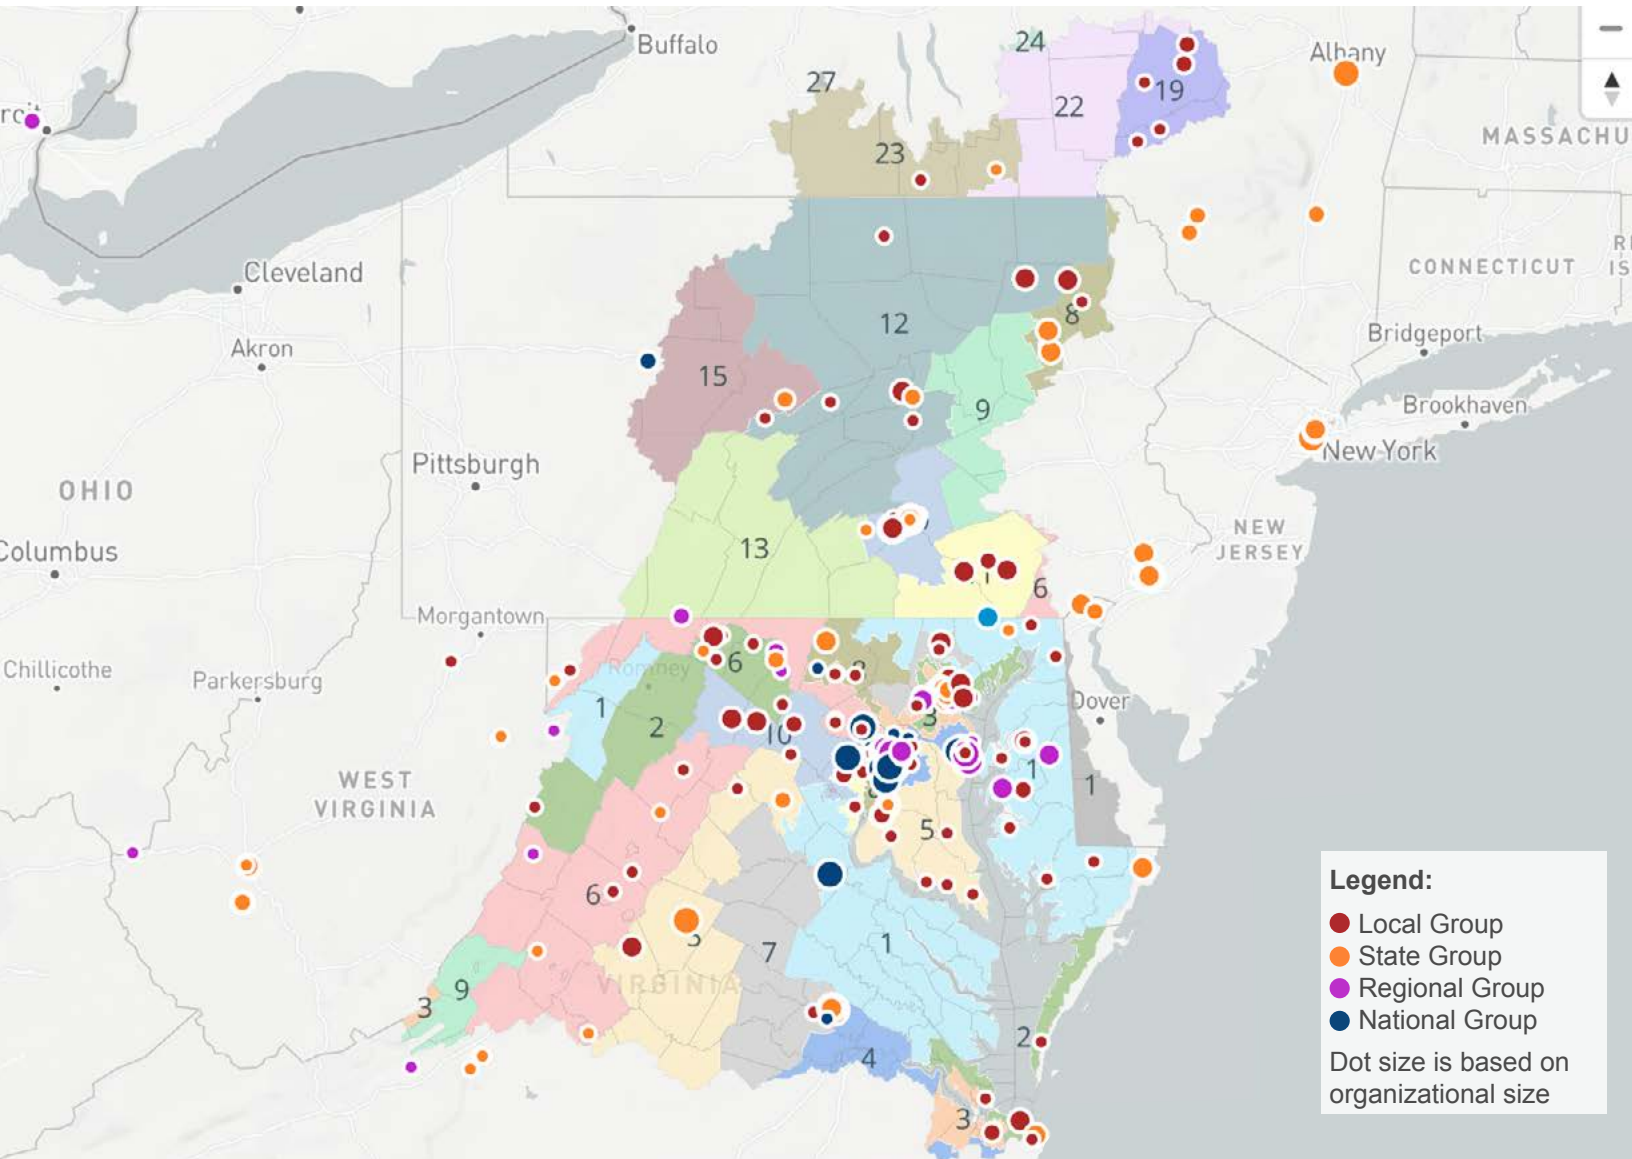 Buffalo
24
Albany
27
19
22
MASSACHU
23
CONNECTICUT
Cleveland
8
12
Bridgeport
Akron
15
Brookhaven
9
New York
Pittsburgh
OHIO
NEW
JERSEY
Columbus
13
6
Morgantown
Chillicothe
Romney
6
Parkersburg
Dover
1
2
3
10
1
1
WEST
VIRGINIA
5
6
1
7
VIRGINIA
9
3
2
4
3
Legend:
Local Group
State Group
Regional Group
National Group
Dot size is based on
organizational size